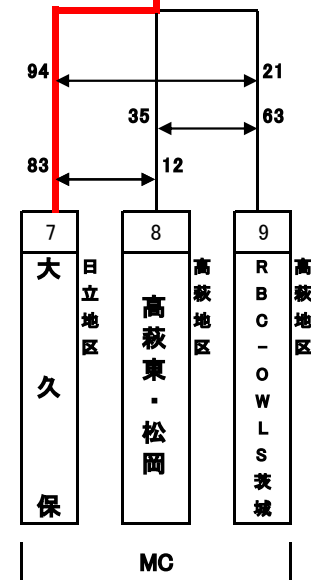 94 21
35 63
83 12
7 8 9
大久保
日立地区
高萩東・松岡
高萩地区
RBC-OWLS茨城
高萩地区
MC